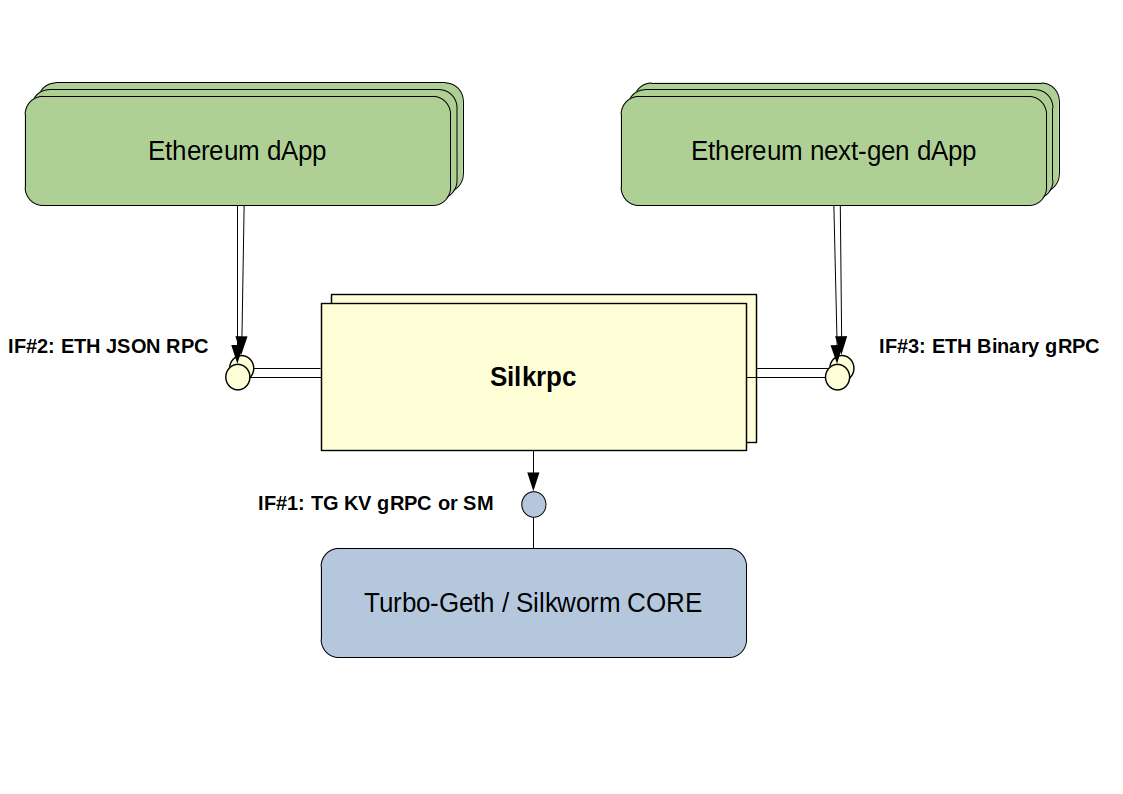 Ethereum dApp
Ethereum next-gen dApp
IF#2: ETH JSON RPC
IF#3: ETH Binary gRPC
Silkrpc
IF#1: TG KV gRPC or SM
Turbo-Geth / Silkworm CORE